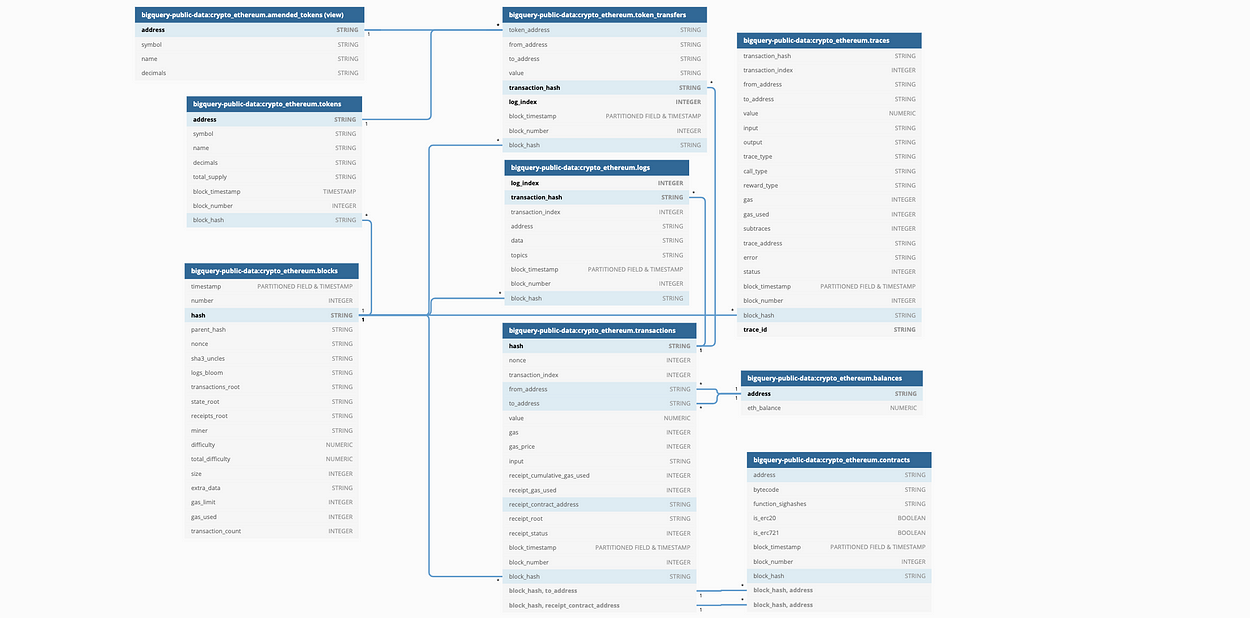 bigquery-public-data:crypto_ethereum.amended_tokens (view)
address STRING
1
symbol STRING
name STRING
decimals STRING
bigquery-public-data:crypto_ethereum.tokens
address STRING
1
symbol STRING
name STRING
decimals STRING
total_supply STRING
block_timestamp TIMESTAMP
block_number INTEGER
*
block_hash STRING
bigquery-public-data:crypto_ethereum.blocks
timestamp PARTITIONED FIELD & TIMESTAMP
number INTEGER
1
hash STRING
1
parent_hash STRING
nonce STRING
sha3_uncles STRING
logs_bloom STRING
transactions_root STRING
state_root STRING
receipts_root STRING
miner STRING
difficulty NUMERIC
total_difficulty NUMERIC
size INTEGER
extra_data STRING
gas_limit INTEGER
gas_used INTEGER
transaction_count INTEGER
bigquery-public-data:crypto_ethereum.token_transfers
*
token_address STRING
from_address STRING
to_address STRING
value STRING
*
transaction_hash STRING
log_index INTEGER
block_timestamp PARTITIONED FIELD & TIMESTAMP
block_number INTEGER
*
block_hash STRING
bigquery-public-data:crypto_ethereum.logs
log_index INTEGER
*
transaction_hash STRING
transaction_index INTEGER
address STRING
data STRING
topics STRING
block_timestamp PARTITIONED FIELD & TIMESTAMP
block_number INTEGER
*
block_hash STRING
bigquery-public-data:crypto_ethereum.transactions
hash STRING
1
nonce INTEGER
transaction_index INTEGER
*
from_address STRING
to_address STRING
*
value NUMERIC
gas INTEGER
gas_price INTEGER
input STRING
receipt_cumulative_gas_used INTEGER
receipt_gas_used INTEGER
receipt_contract_address STRING
receipt_root STRING
receipt_status INTEGER
block_timestamp PARTITIONED FIELD & TIMESTAMP
block_number INTEGER
block_hash STRING
*
block_hash, to_address
1
block_hash, receipt_contract_address
1
bigquery-public-data:crypto_ethereum.traces
transaction_hash STRING
transaction_index INTEGER
from_address STRING
to_address STRING
value NUMERIC
input STRING
output STRING
trace_type STRING
call_type STRING
reward_type STRING
gas INTEGER
gas_used INTEGER
subtraces INTEGER
trace_address STRING
error STRING
status INTEGER
block_timestamp PARTITIONED FIELD & TIMESTAMP
block_number INTEGER
*
block_hash STRING
trace_id STRING
bigquery-public-data:crypto_ethereum.balances
1
address STRING
1
eth_balance NUMERIC
bigquery-public-data:crypto_ethereum.contracts
address STRING
bytecode STRING
function_sighashes STRING
is_erc20 BOOLEAN
is_erc721 BOOLEAN
block_timestamp PARTITIONED FIELD & TIMESTAMP
block_number INTEGER
block_hash STRING
*
block_hash, address
*
block_hash, address